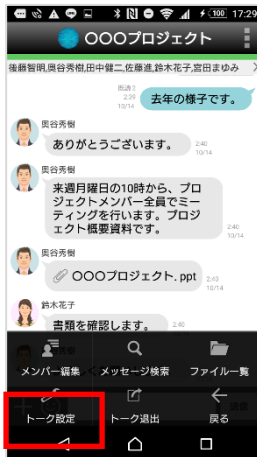 100 17:29
〇〇〇プロジェクト
後藤智明,奥谷秀樹,田中健二,佐藤進,鈴木花子,宮田まゆみ
既読 2
2:39
10/14
去年の様子です。
奥谷秀樹
ありがとうございます。
2:40
10/14
奥谷秀樹
来週月曜日の10時から、プロ
ジェクトメンバー全員でミー
ティングを行います。プロジ
ェクト概要資料です。
2:40
10/14
奥谷秀樹
〇〇〇プロジェクト.ppt
2:40
10/14
鈴木花子
書類を確認します。
2:40
メンバー編集 メッセージ検索 ファイル一覧
トーク設定 トーク退出 戻る